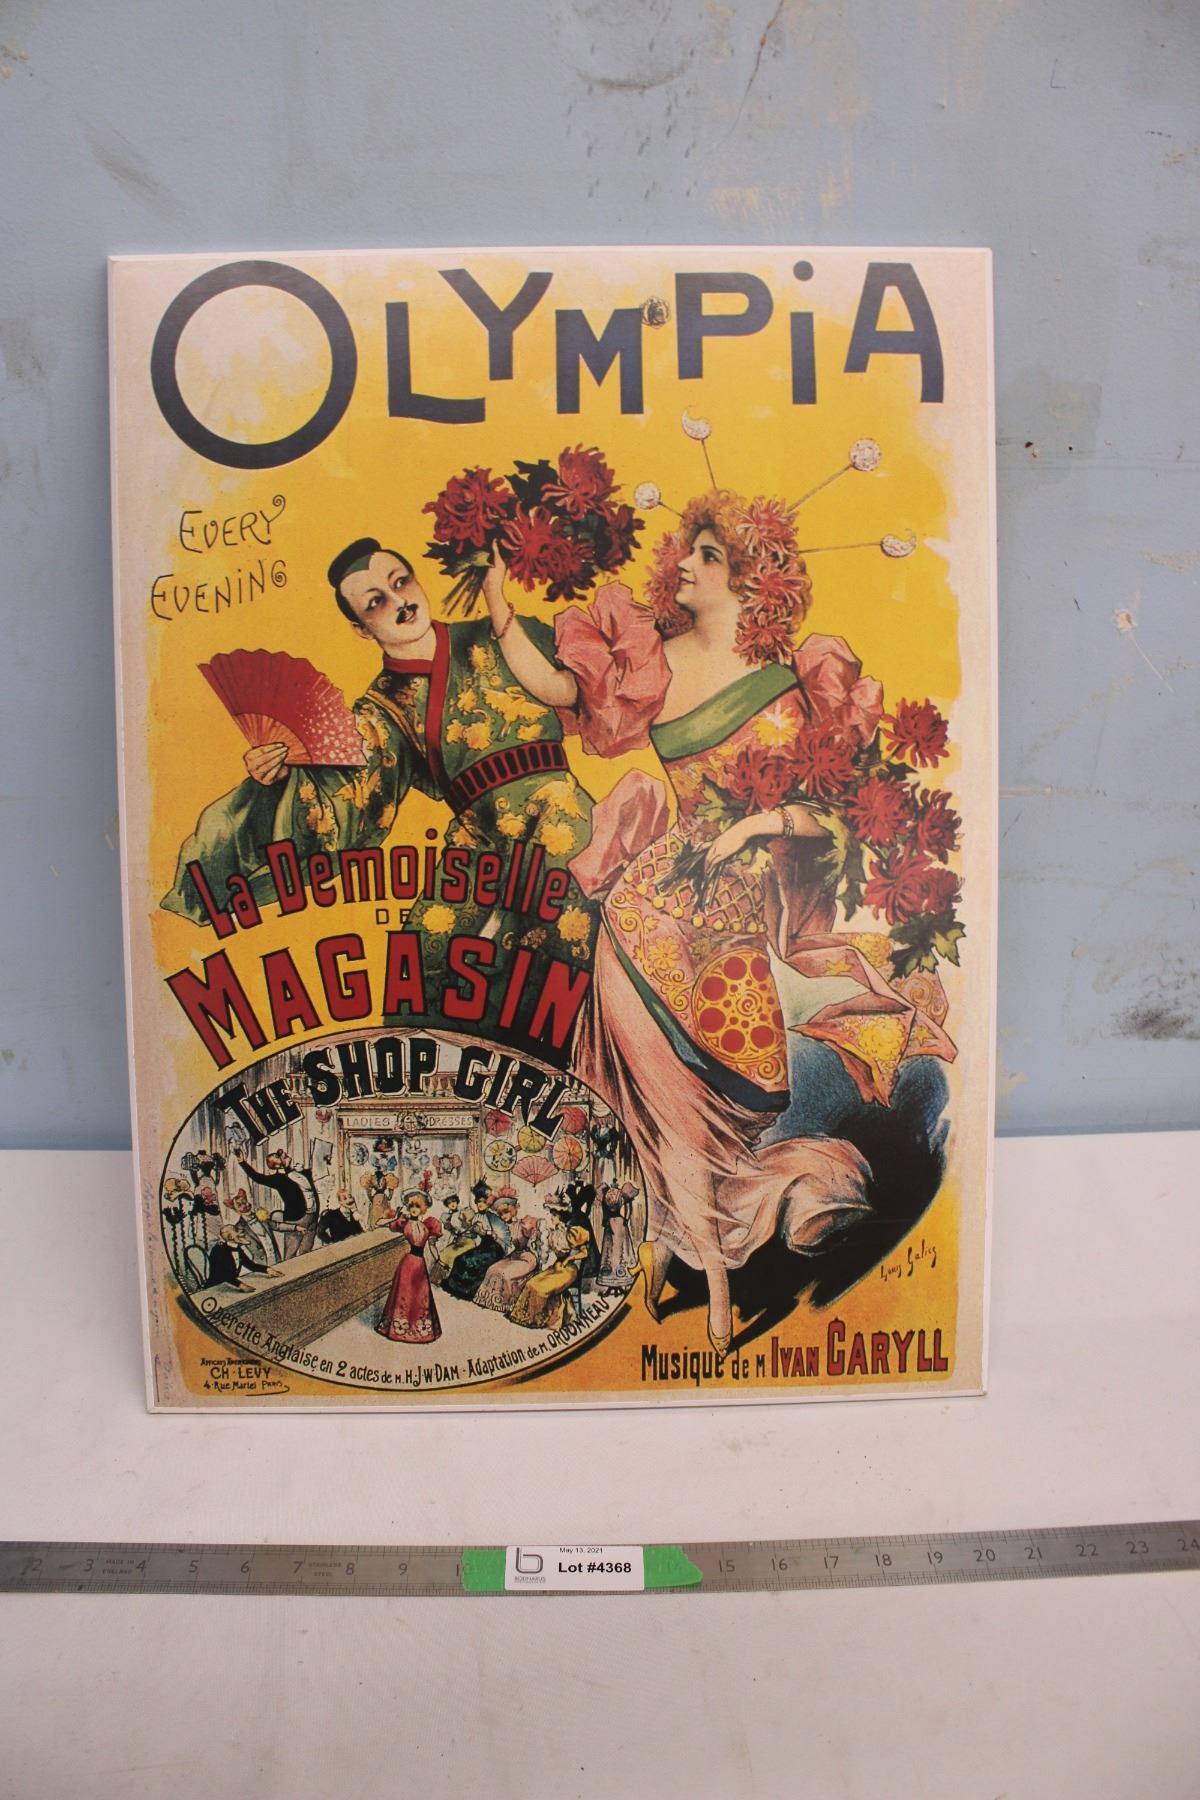 OLYMPiA
EVERY
EVENiNG
La Demoiselle
DE
MAGASIN
THE SHOP GIRL
LADIES DRESSES
Opérette Anglaise en 2 actes de M. H.J.W.DAM - Adaptation de M. ORDONNEAU
CH. LEVY
4. Rue Martel PARIS
Louis Galice
Musique de M IVAN CARYLL
2 3 MADE IN ENGLAND 4 5 6 7 STAINLESS STEEL 8 9 15 16 17 18 19 20 21 22 23 24
May 13, 2021
Lot #4368
b
BODNARUS